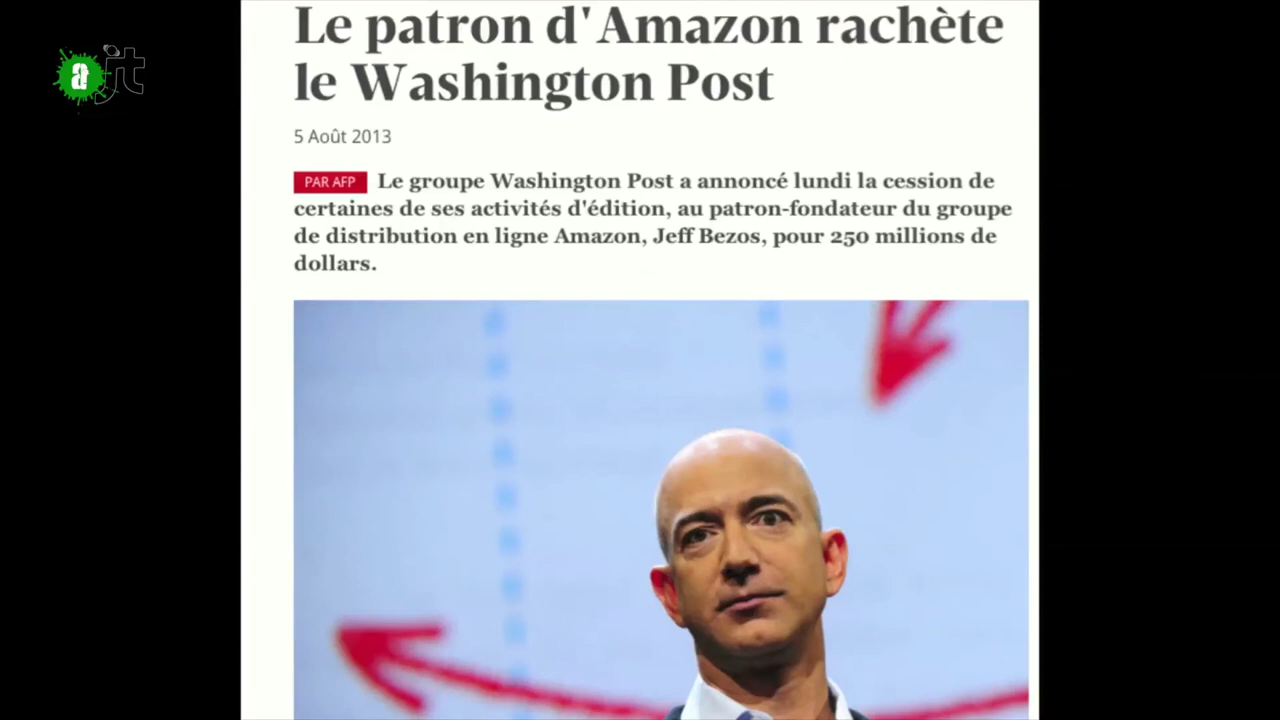 Le patron d'Amazon rachète
le Washington Post
a jt
5 Août 2013
PAR AFP Le groupe Washington Post a annoncé lundi la cession de
certaines de ses activités d'édition, au patron-fondateur du groupe
de distribution en ligne Amazon, Jeff Bezos, pour 250 millions de
dollars.